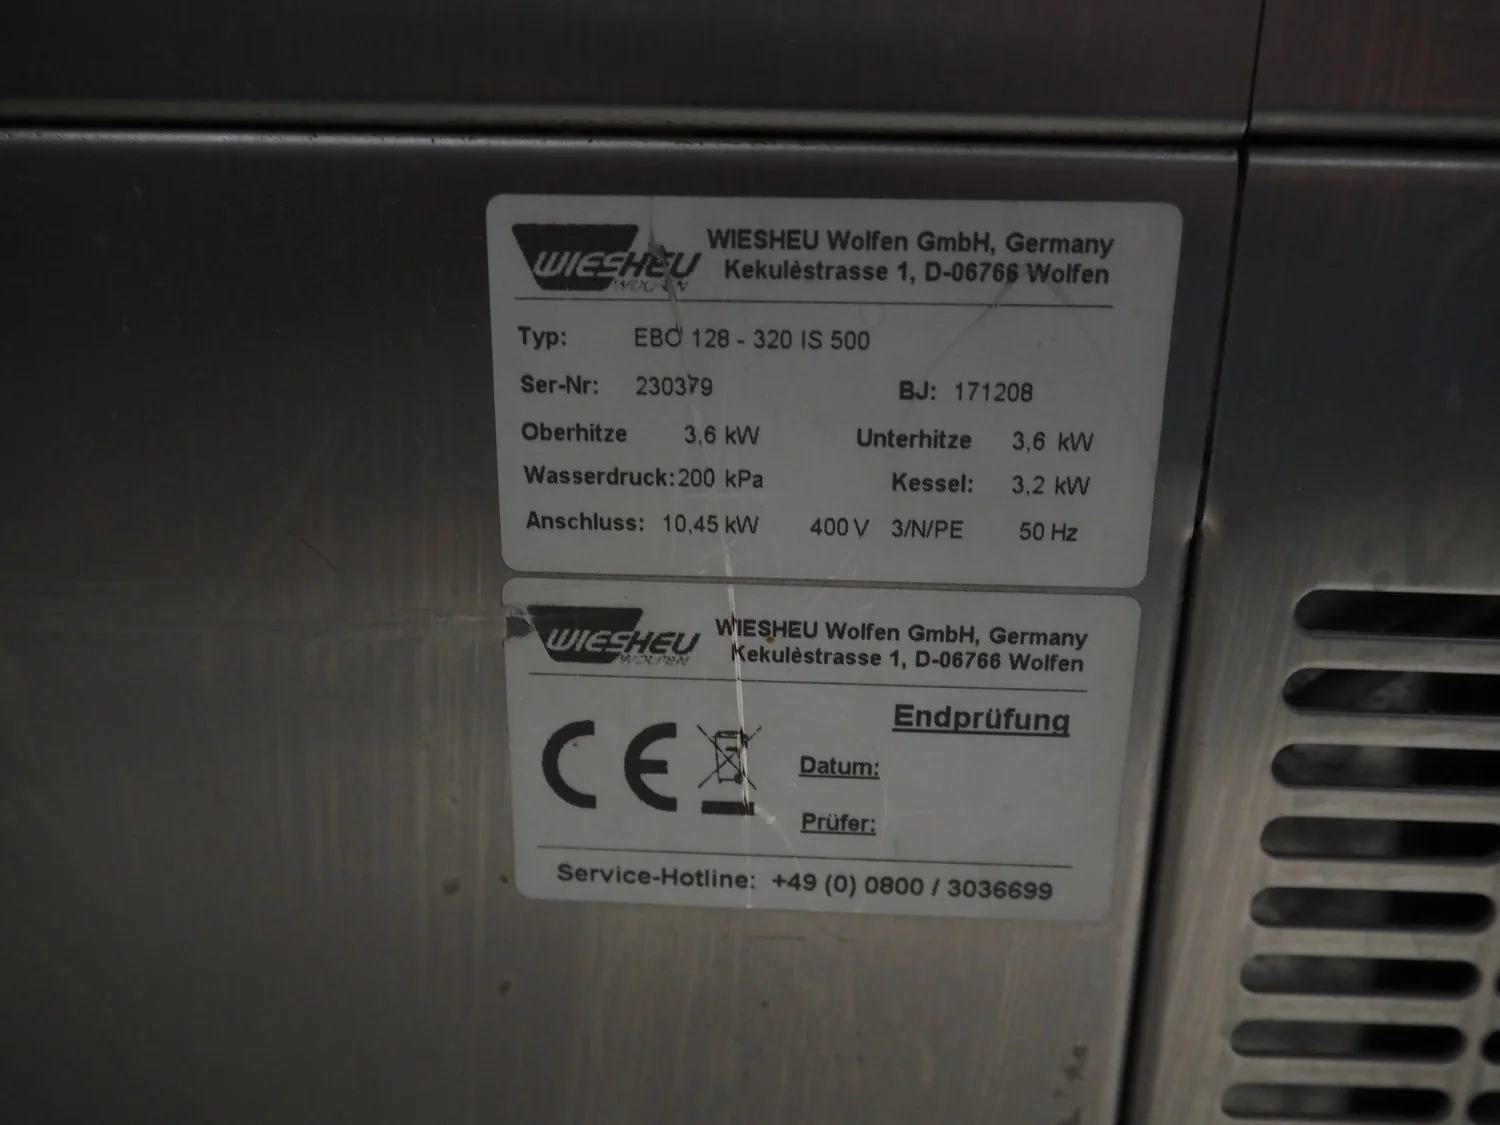 WIESHEU
WOLFEN
WIESHEU Wolfen GmbH, Germany
Kekulèstrasse 1, D-06766 Wolfen
Typ: EBO 128 - 320 IS 500
Ser-Nr: 230379 BJ: 171208
Oberhitze 3,6 kW Unterhitze 3,6 kW
Wasserdruck: 200 kPa Kessel: 3,2 kW
Anschluss: 10,45 kW 400 V 3/N/PE 50 Hz
WIESHEU
WOLFEN
WIESHEU Wolfen GmbH, Germany
Kekulèstrasse 1, D-06766 Wolfen
CE
Endprüfung
Datum:
Prüfer:
Service-Hotline: +49 (0) 0800 / 3036699